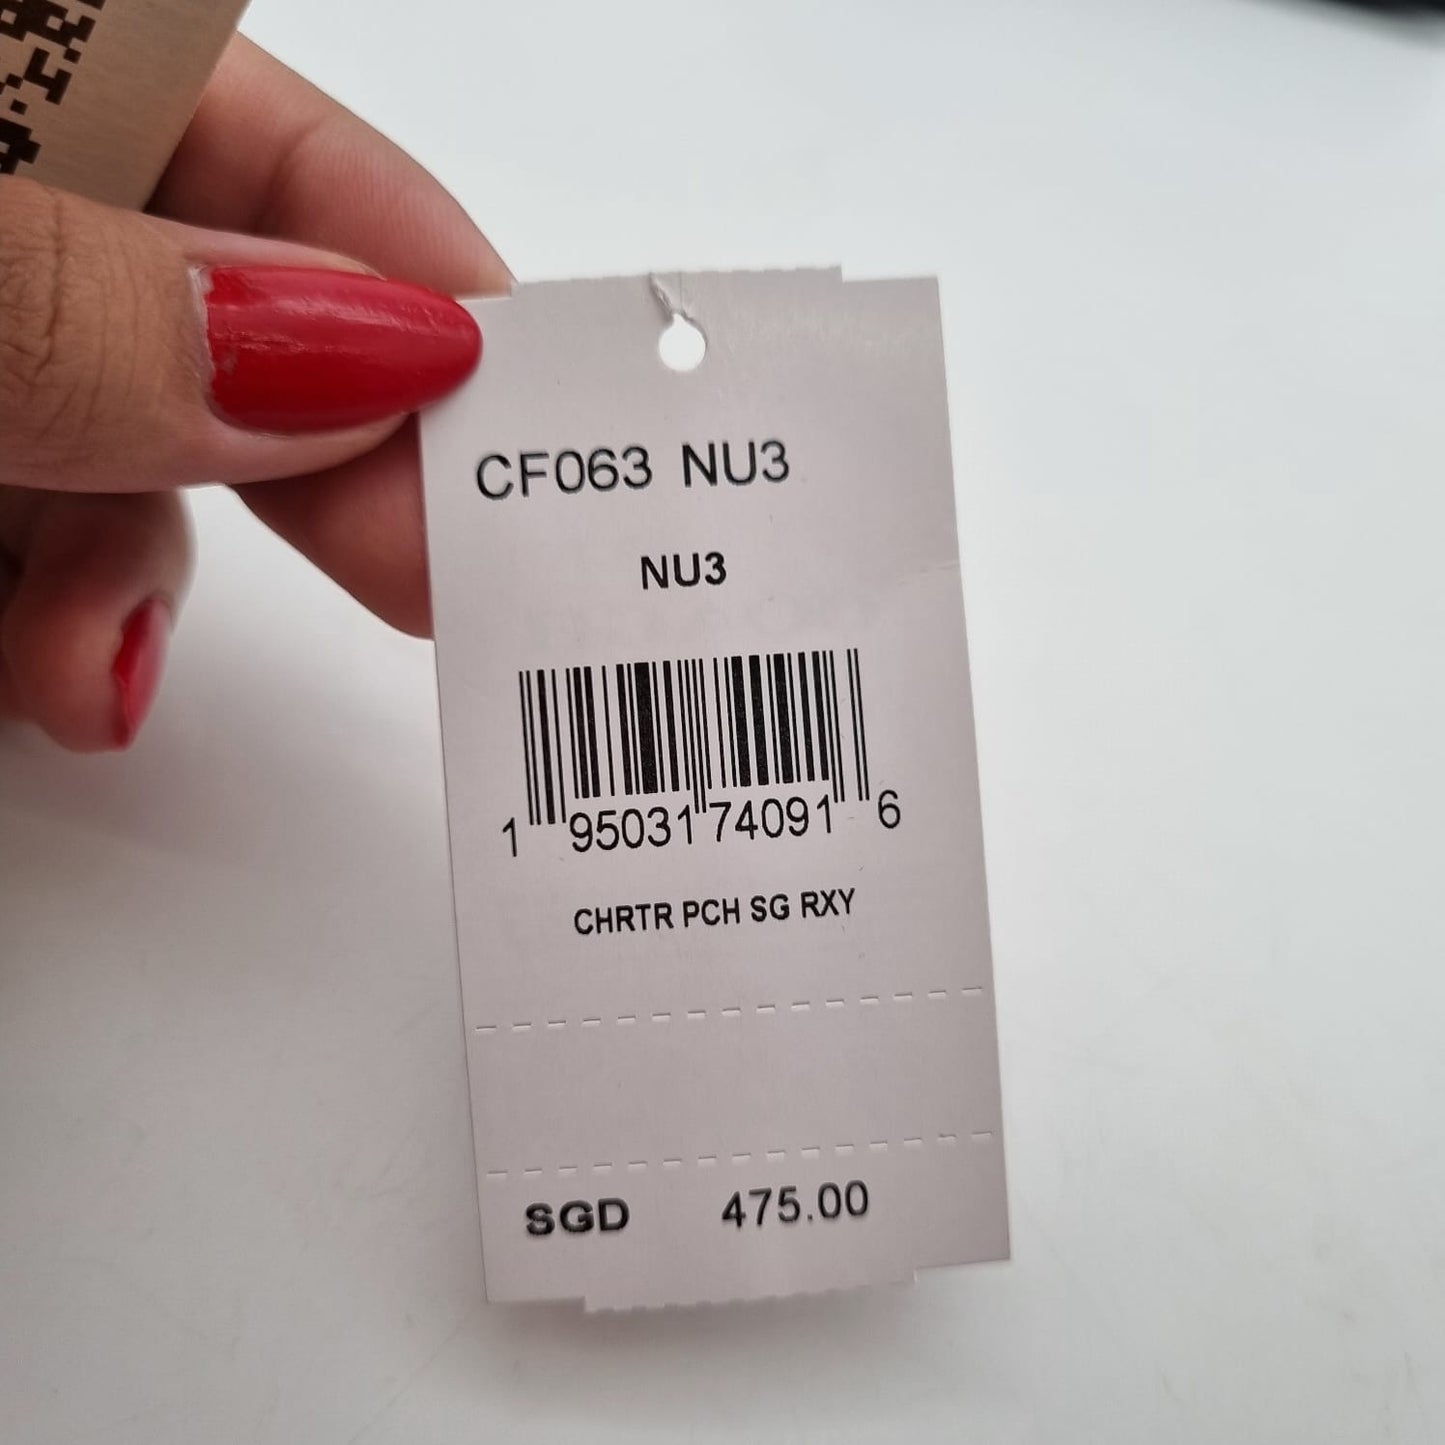 CF063 NU3
NU3
1 95031 74091 6
CHRTR PCH SG RXY
SGD 475.00